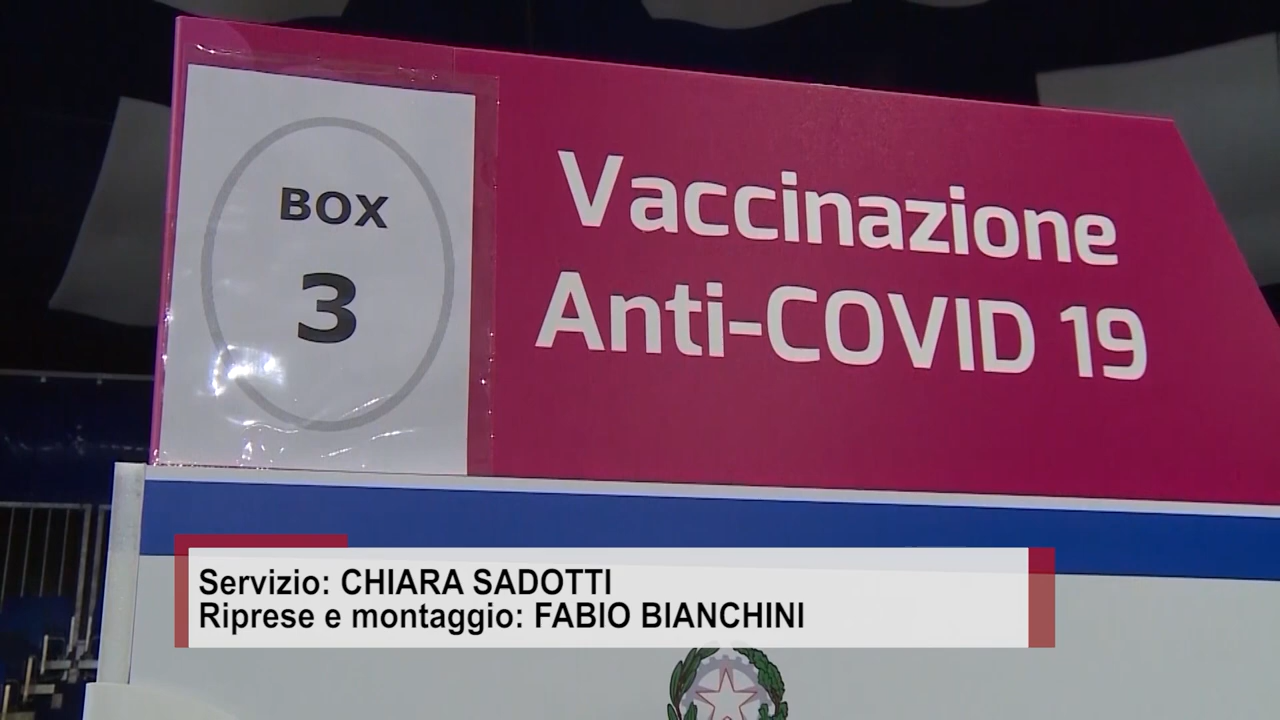 BOX
3
Vaccinazione
Anti-COVID 19
Servizio: CHIARA SADOTTI
Riprese e montaggio: FABIO BIANCHINI